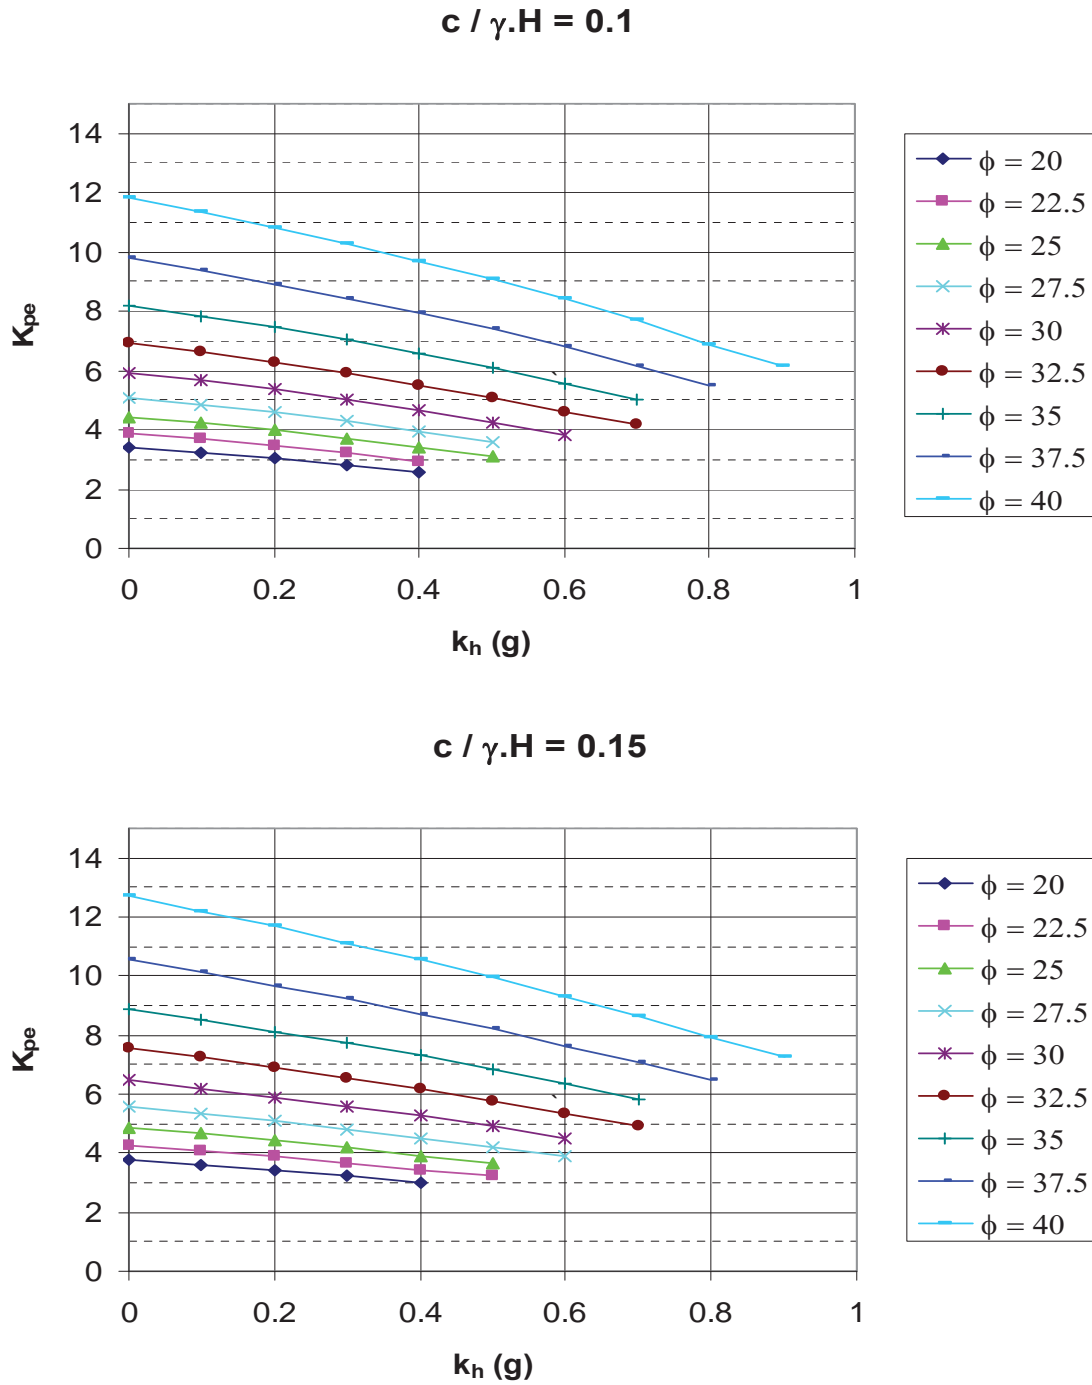 c / γ.H = 0.1
14
12
10
8
6
4
2
0
Kpe
0 0.2 0.4 0.6 0.8 1
kh (g)
ϕ = 20
ϕ = 22.5
ϕ = 25
ϕ = 27.5
ϕ = 30
ϕ = 32.5
ϕ = 35
ϕ = 37.5
ϕ = 40
c / γ.H = 0.15
14
12
10
8
6
4
2
0
Kpe
0 0.2 0.4 0.6 0.8 1
kh (g)
ϕ = 20
ϕ = 22.5
ϕ = 25
ϕ = 27.5
ϕ = 30
ϕ = 32.5
ϕ = 35
ϕ = 37.5
ϕ = 40